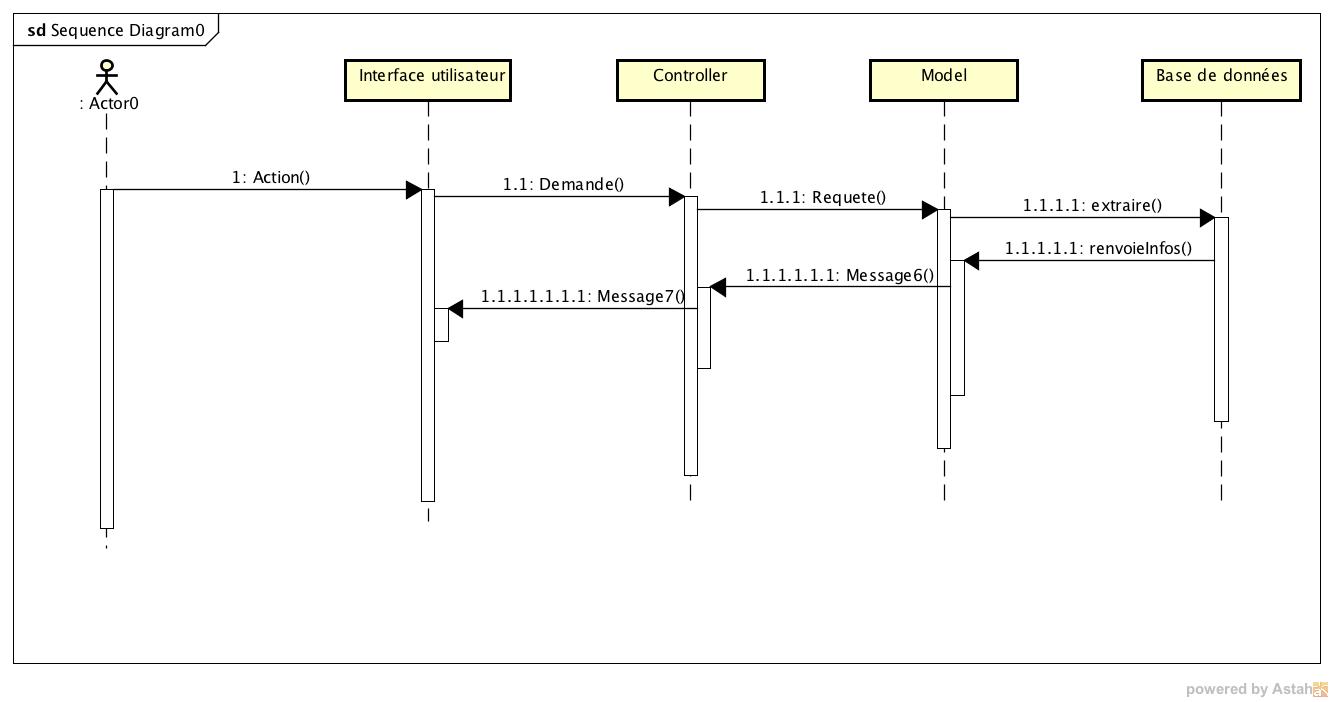 sd Sequence Diagram0
: Actor0
Interface utilisateur
Controller
Model
Base de données
1: Action()
1.1: Demande()
1.1.1: Requete()
1.1.1.1: extraire()
1.1.1.1.1: renvoieInfos()
1.1.1.1.1.1: Message6()
1.1.1.1.1.1.1: Message7()
powered by Astah